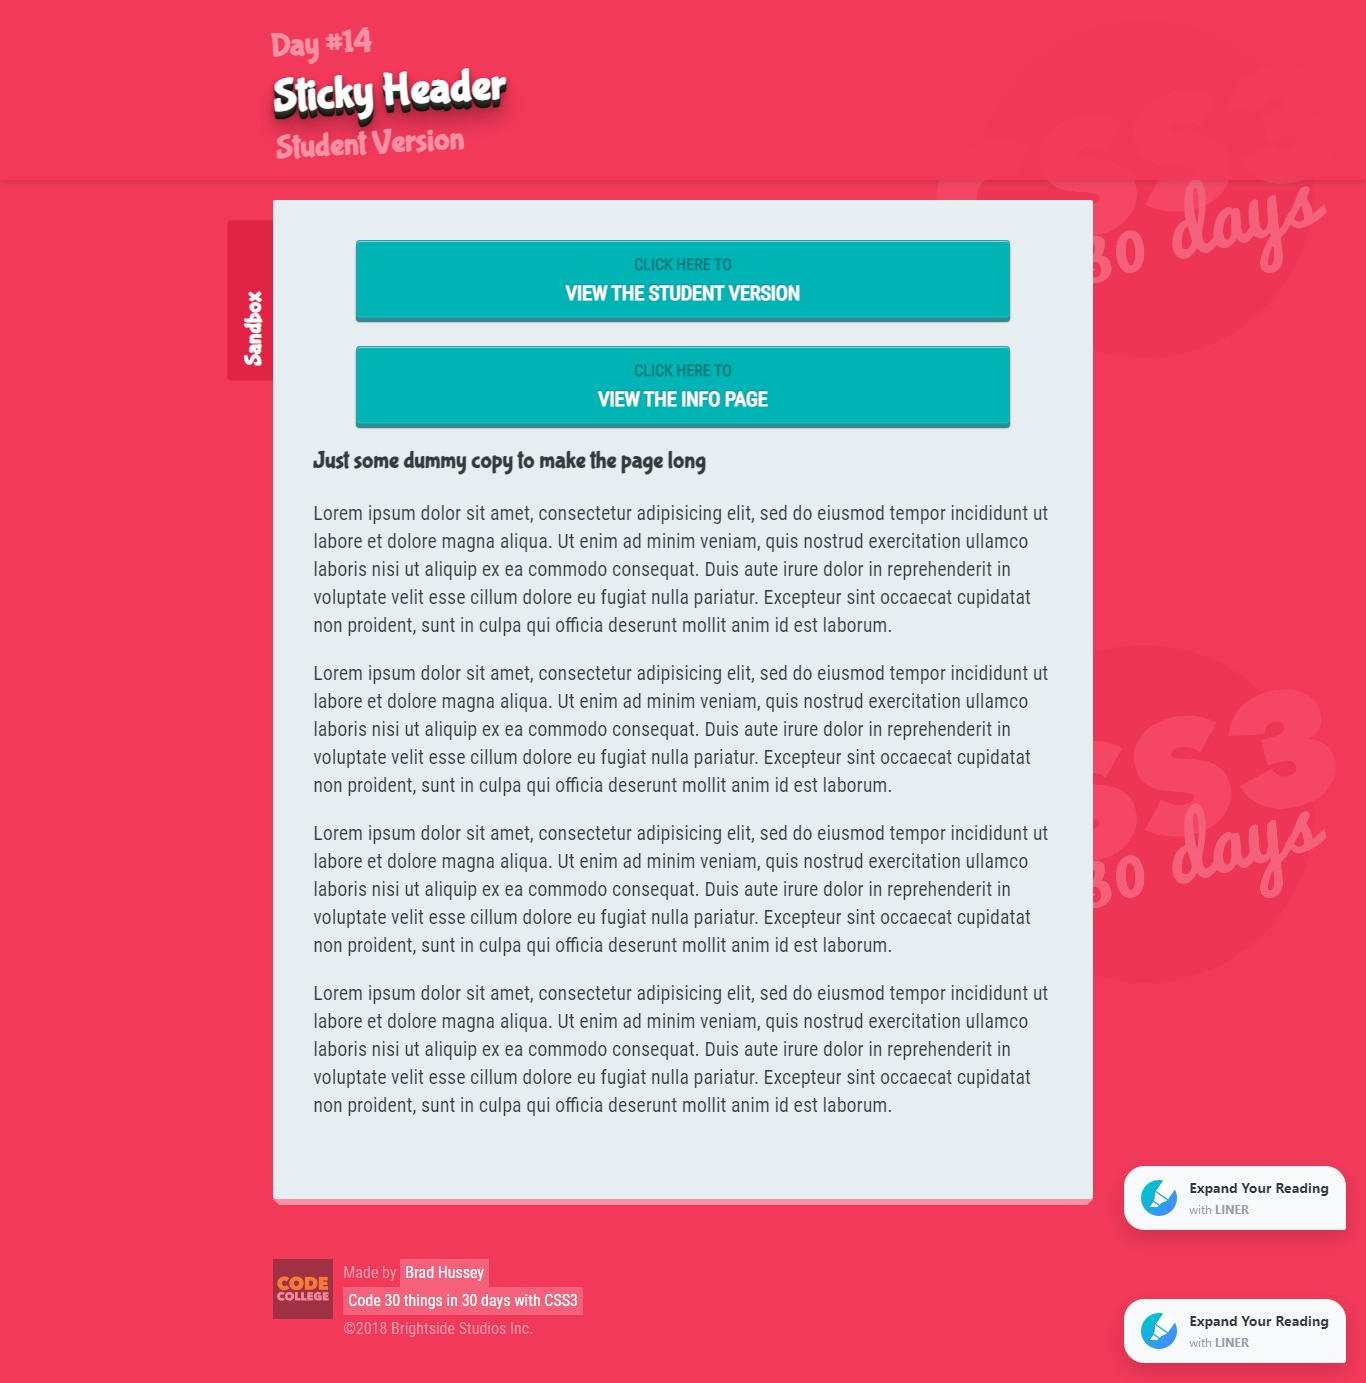 Day #14
Sticky Header
Student Version
CSS3
30 days
Sandbox
CLICK HERE TO
VIEW THE STUDENT VERSION
CLICK HERE TO
VIEW THE INFO PAGE
Just some dummy copy to make the page long
Lorem ipsum dolor sit amet, consectetur adipisicing elit, sed do eiusmod tempor incididunt ut
labore et dolore magna aliqua. Ut enim ad minim veniam, quis nostrud exercitation ullamco
laboris nisi ut aliquip ex ea commodo consequat. Duis aute irure dolor in reprehenderit in
voluptate velit esse cillum dolore eu fugiat nulla pariatur. Excepteur sint occaecat cupidatat
non proident, sunt in culpa qui officia deserunt mollit anim id est laborum.
Lorem ipsum dolor sit amet, consectetur adipisicing elit, sed do eiusmod tempor incididunt ut
labore et dolore magna aliqua. Ut enim ad minim veniam, quis nostrud exercitation ullamco
laboris nisi ut aliquip ex ea commodo consequat. Duis aute irure dolor in reprehenderit in
voluptate velit esse cillum dolore eu fugiat nulla pariatur. Excepteur sint occaecat cupidatat
non proident, sunt in culpa qui officia deserunt mollit anim id est laborum.
SS3
30 days
Lorem ipsum dolor sit amet, consectetur adipisicing elit, sed do eiusmod tempor incididunt ut
labore et dolore magna aliqua. Ut enim ad minim veniam, quis nostrud exercitation ullamco
laboris nisi ut aliquip ex ea commodo consequat. Duis aute irure dolor in reprehenderit in
voluptate velit esse cillum dolore eu fugiat nulla pariatur. Excepteur sint occaecat cupidatat
non proident, sunt in culpa qui officia deserunt mollit anim id est laborum.
Lorem ipsum dolor sit amet, consectetur adipisicing elit, sed do eiusmod tempor incididunt ut
labore et dolore magna aliqua. Ut enim ad minim veniam, quis nostrud exercitation ullamco
laboris nisi ut aliquip ex ea commodo consequat. Duis aute irure dolor in reprehenderit in
voluptate velit esse cillum dolore eu fugiat nulla pariatur. Excepteur sint occaecat cupidatat
non proident, sunt in culpa qui officia deserunt mollit anim id est laborum.
Expand Your Reading
with LINER
CODE
COLLEGE
Made by Brad Hussey
Code 30 things in 30 days with CSS3
©2018 Brightside Studios Inc.
Expand Your Reading
with LINER